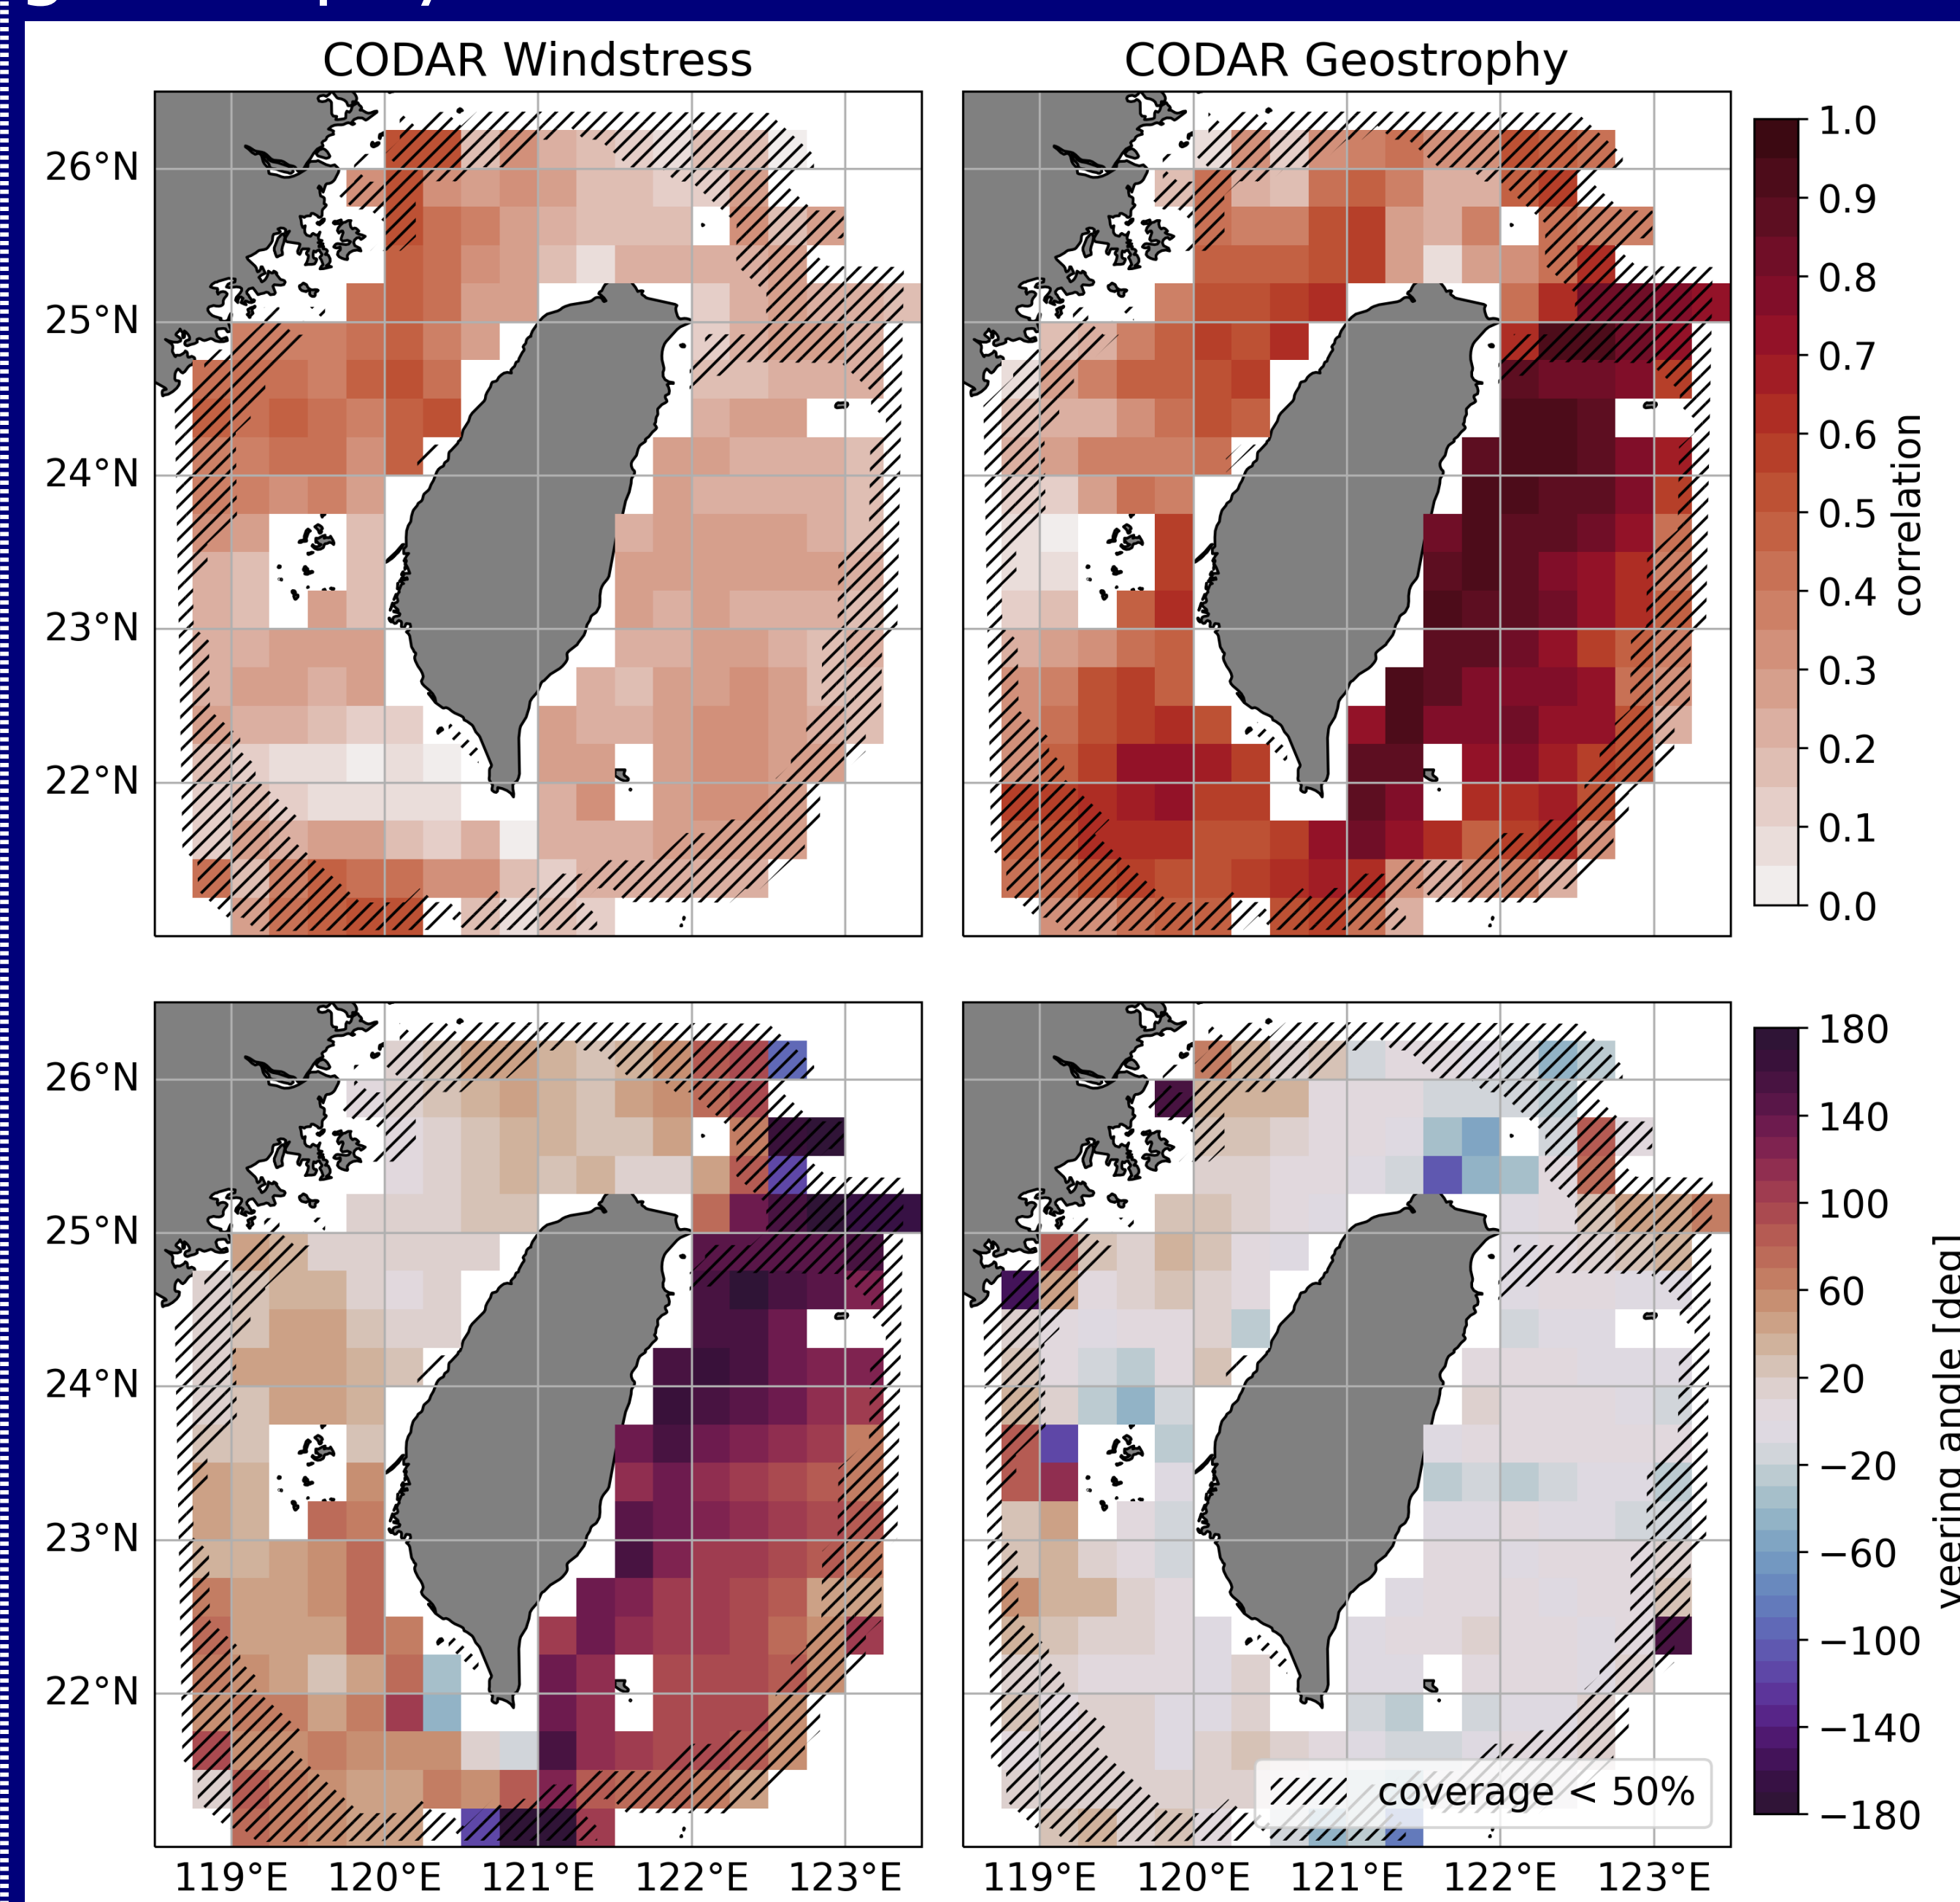 CODAR Windstress
CODAR Geostrophy
26°N
25°N
24°N
23°N
22°N
1.0
0.9
0.8
0.7
0.6
0.5
0.4
0.3
0.2
0.1
0.0
correlation
26°N
25°N
24°N
23°N
22°N
119°E 120°E 121°E 122°E 123°E
coverage < 50%
119°E 120°E 121°E 122°E 123°E
180
140
100
60
20
−20
−60
−100
−140
−180
veering angle [deg]